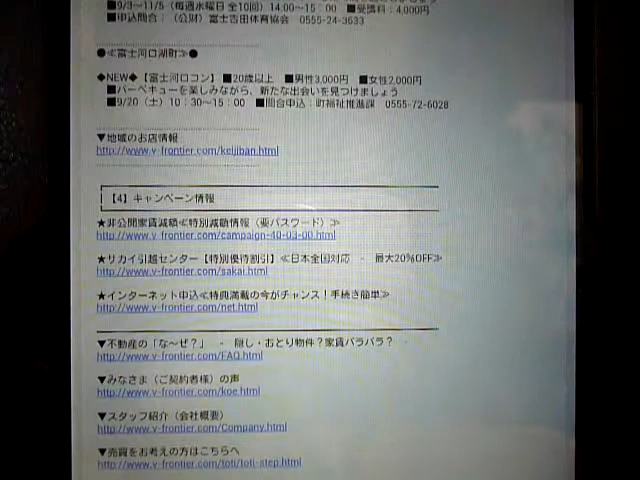 ■9/3～11/5（毎週水曜日 全10回）14:00～15：00　■受講料：4,000円
■申込問合：（公財）富士吉田体育協会　0555-24-3633
●≪富士河口湖町≫●
◆NEW◆【富士河口コン】■20歳以上　■男性3,000円　■女性2,000円
■バーベキューを楽しみながら、新たな出会いを見つけましょう
■9/20（土）10：30～15：00　■問合申込：町福祉推進課　0555-72-6028
▼地域のお店情報
http://www.v-frontier.com/keijiban.html
【4】キャンペーン情報
★非公開家賃減額≪特別減額情報（要パスワード）≫
http://www.v-frontier.com/campaign-40-03-00.html
★サカイ引越センター【特別優待割引】≪日本全国対応　-　最大20%OFF≫
http://www.v-frontier.com/sakai.html
★インターネット申込≪特典満載の今がチャンス！手続き簡単≫
http://www.v-frontier.com/net.html
▼不動産の「な～ぜ？」　-　隠し・おとり物件？家賃バラバラ？　-
http://www.v-frontier.com/FAQ.html
▼みなさま（ご契約者様）の声
http://www.v-frontier.com/koe.html
▼スタッフ紹介（会社概要）
http://www.v-frontier.com/Company.html
▼売買をお考えの方はこちらへ
http://www.v-frontier.com/toti/toti-step.html